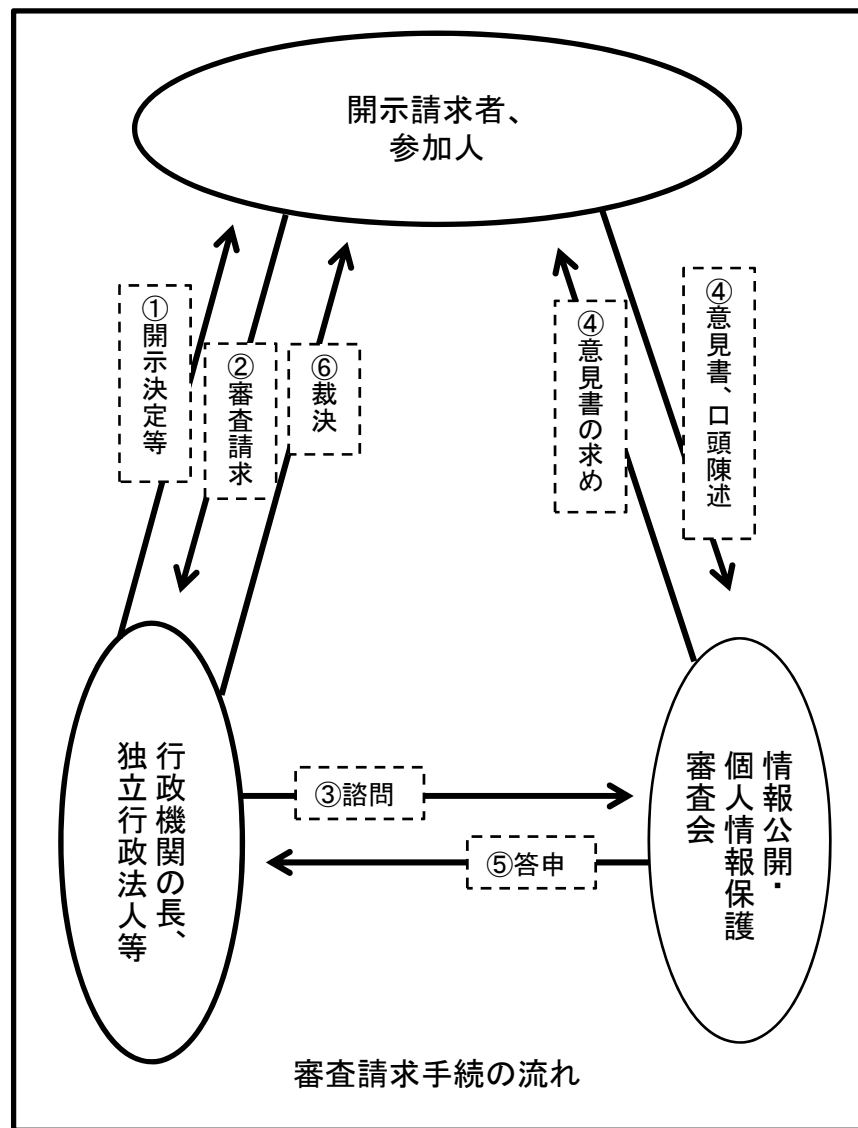 開示請求者、
参加人
①開示決定等
②審査請求
⑥裁決
④意見書の求め
④意見書、口頭陳述
行政機関の長、
独立行政法人等
③諮問
⑤答申
情報公開・
個人情報保護
審査会
審査請求手続の流れ